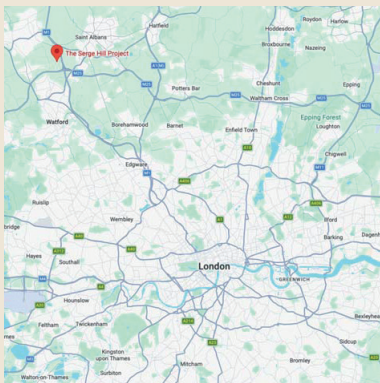 Roydon
Harlow
Hatfield
Hoddesdon
Saint Albans
Broxbourne
Nazeing
The Serge Hill Project
Potters Bar
Cheshunt
Epping
Waltham Cross
Watford
Borehamwood
Barnet
Enfield Town
Epping Forest
Loughton
Chigwell
Edgware
Ruislip
Wembley
Ilford
bridge
Barking
Dagenh
Hayes
Southall
London
GREENWICH
Hounslow
Bexleyhea
Feltham
Twickenham
mes
Kingston
upon Thames
Sidcup
Mitcham
Bromley
Walton-on-Thames
Surbiton